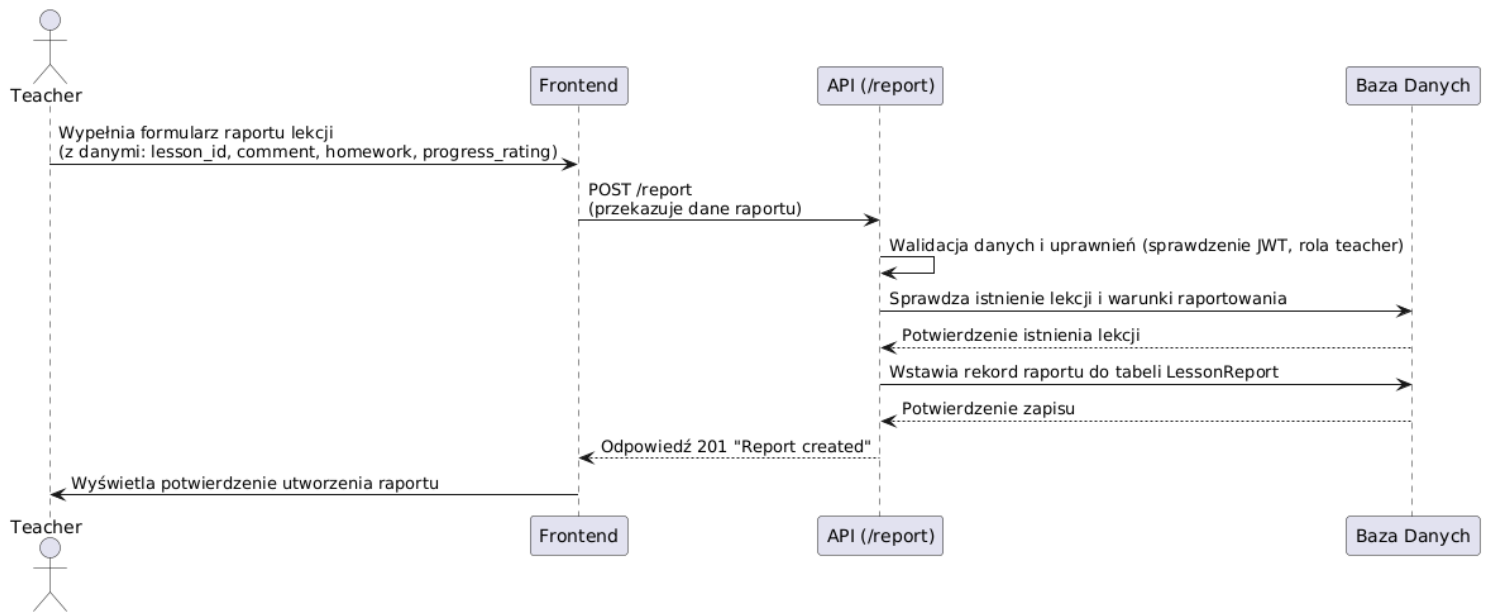 Teacher
Frontend
API (/report)
Baza Danych
Wypełnia formularz raportu lekcji
(z danymi: lesson_id, comment, homework, progress_rating)
POST /report
(przekazuje dane raportu)
Walidacja danych i uprawnień (sprawdzenie JWT, rola teacher)
Sprawdza istnienie lekcji i warunki raportowania
Potwierdzenie istnienia lekcji
Wstawia rekord raportu do tabeli LessonReport
Potwierdzenie zapisu
Odpowiedź 201 "Report created"
Wyświetla potwierdzenie utworzenia raportu
Teacher
Frontend
API (/report)
Baza Danych